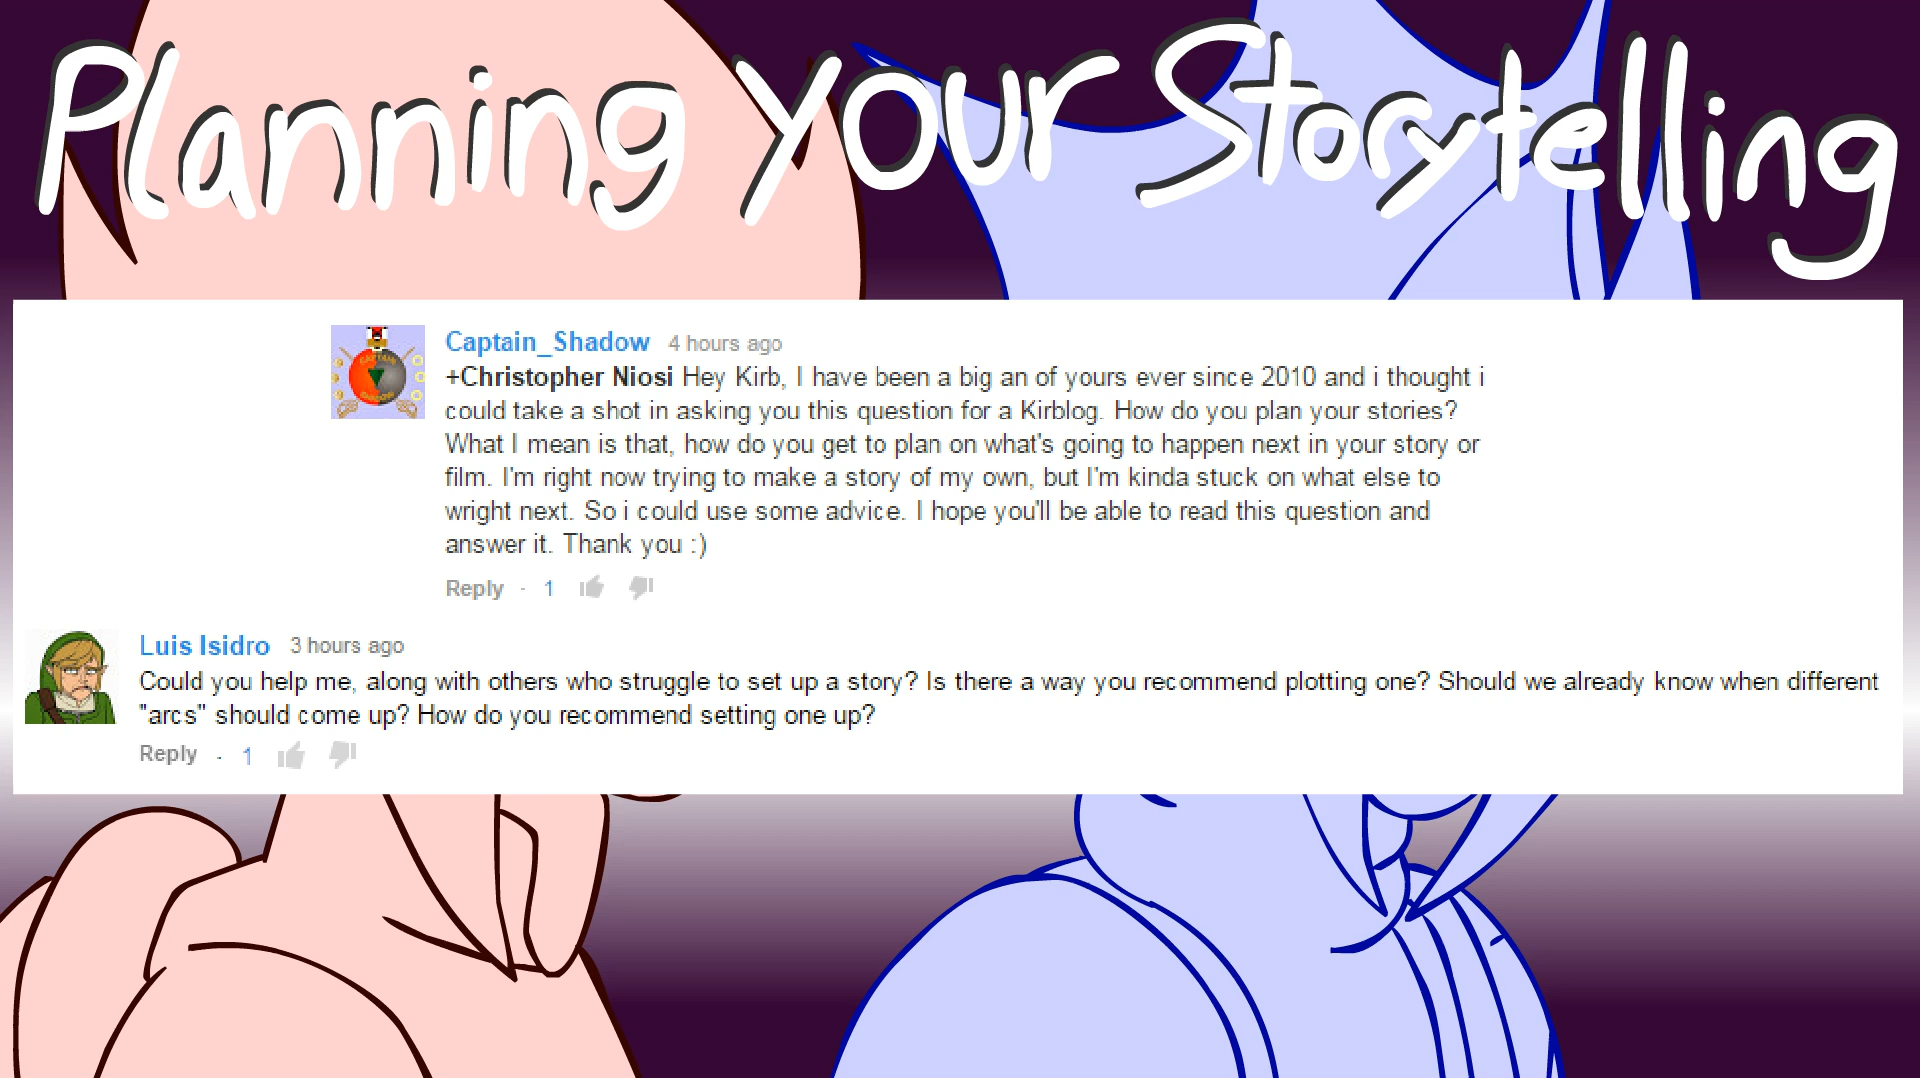 Planning Your Storytelling
Captain_Shadow 4 hours ago
+Christopher Niosi Hey Kirb, I have been a big an of yours ever since 2010 and i thought i
could take a shot in asking you this question for a Kirblog. How do you plan your stories?
What I mean is that, how do you get to plan on what's going to happen next in your story or
film. I'm right now trying to make a story of my own, but I'm kinda stuck on what else to
wright next. So i could use some advice. I hope you'll be able to read this question and
answer it. Thank you :)
Reply · 1
Luis Isidro 3 hours ago
Could you help me, along with others who struggle to set up a story? Is there a way you recommend plotting one? Should we already know when different
"arcs" should come up? How do you recommend setting one up?
Reply · 1